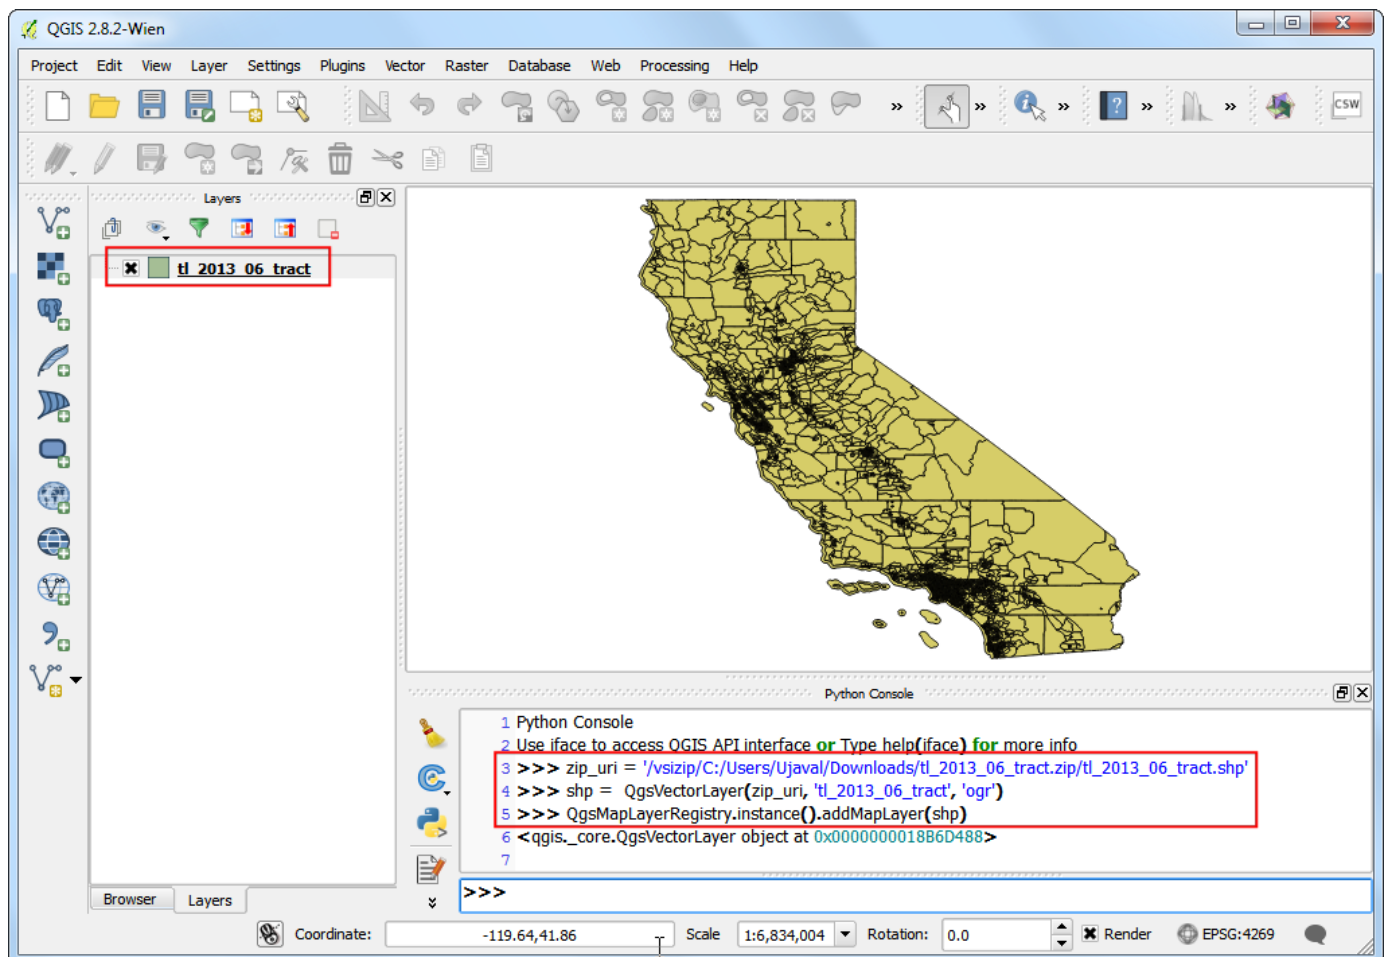 QGIS 2.8.2-Wien
Project Edit View Layer Settings Plugins Vector Raster Database Web Processing Help
» » » » »
?
CSW
Layers
tl_2013_06_tract
Python Console
1 Python Console
2 Use iface to access QGIS API interface or Type help(iface) for more info
3 >>> zip_uri = '/vsizip/C:/Users/Ujaval/Downloads/tl_2013_06_tract.zip/tl_2013_06_tract.shp'
4 >>> shp = QgsVectorLayer(zip_uri, 'tl_2013_06_tract', 'ogr')
5 >>> QgsMapLayerRegistry.instance().addMapLayer(shp)
6 <qgis._core.QgsVectorLayer object at 0x0000000018B6D488>
7
>>>
Browser Layers
Coordinate: -119.64,41.86 Scale 1:6,834,004 Rotation: 0.0 Render EPSG:4269